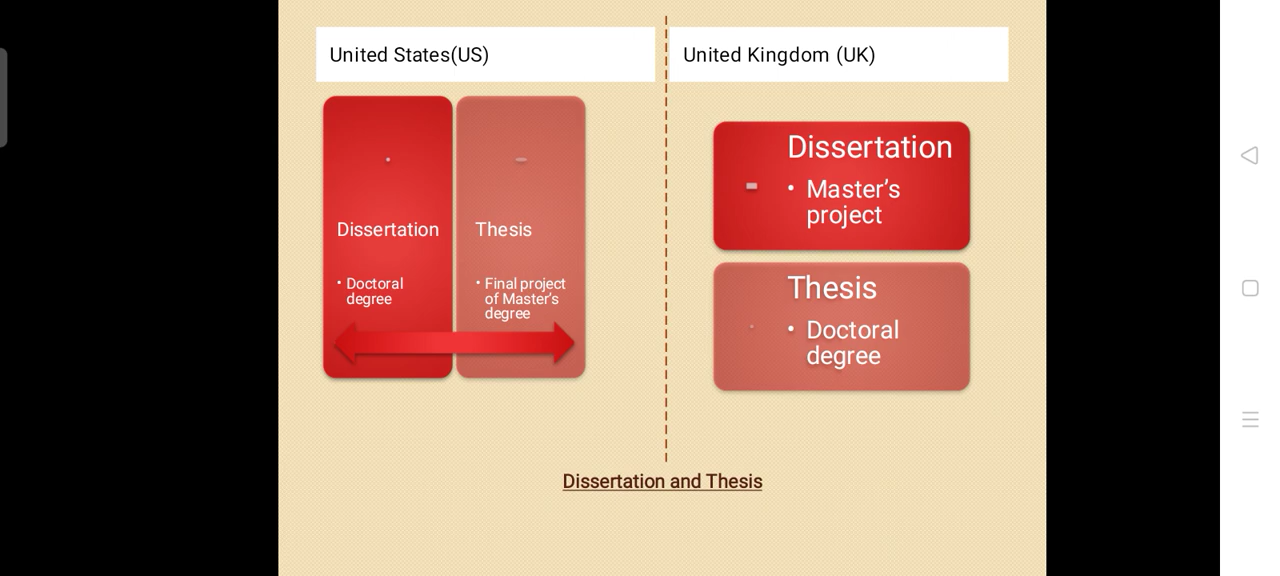 United States(US)
United Kingdom (UK)
Dissertation
• Doctoral
degree
Thesis
• Final project
of Master’s
degree
Dissertation
• Master’s
project
Thesis
• Doctoral
degree
Dissertation and Thesis